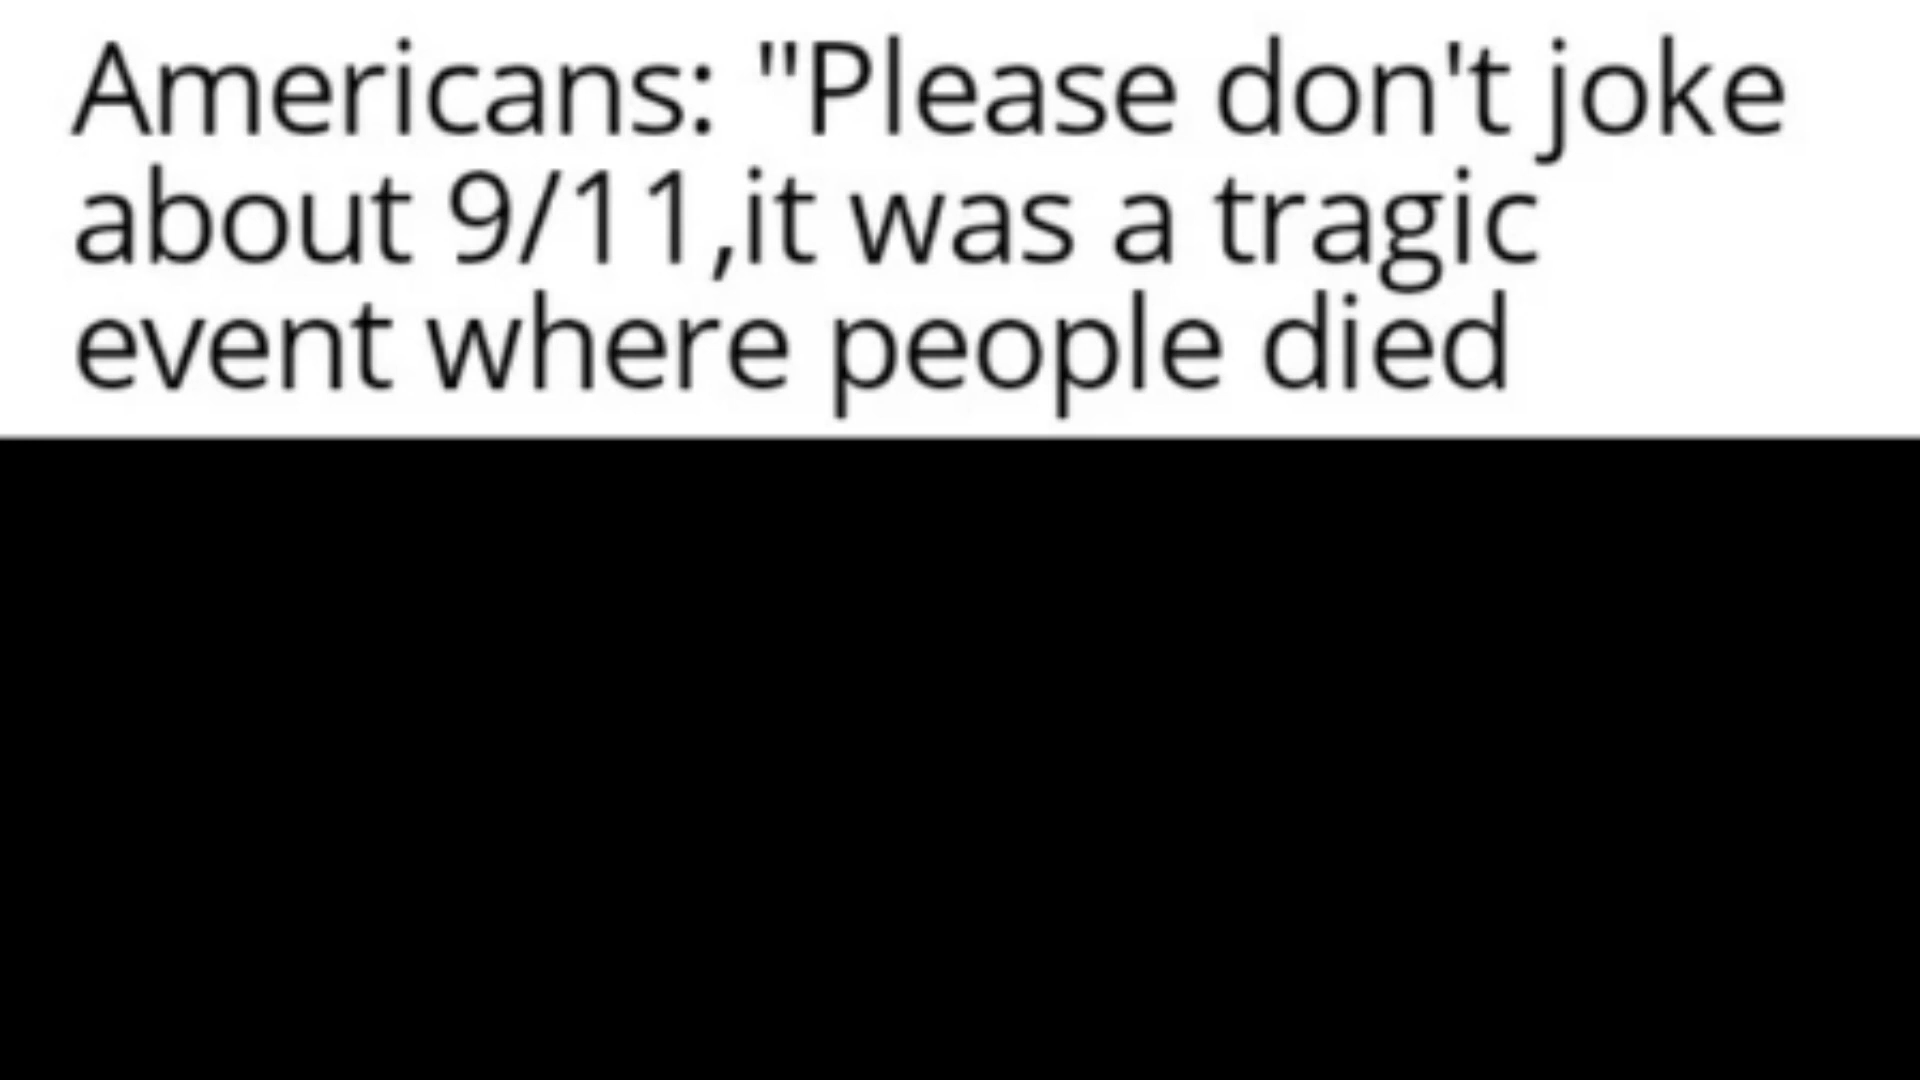 Americans: "Please don't joke
about 9/11,it was a tragic
event where people died